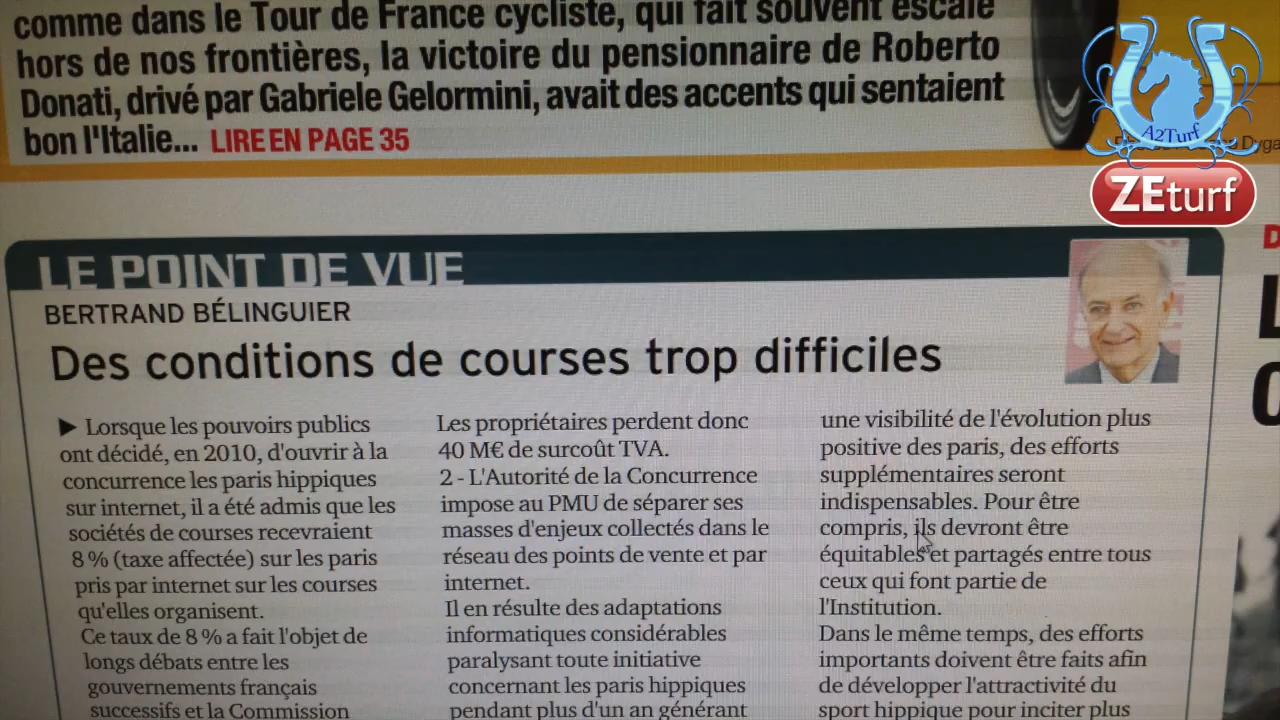 comme dans le Tour de France cycliste, qui fait souvent escale
hors de nos frontières, la victoire du pensionnaire de Roberto
Donati, drivé par Gabriele Gelormini, avait des accents qui sentaient
bon l'Italie... LIRE EN PAGE 35
A2Turf
ZEturf
LE POINT DE VUE
BERTRAND BÉLINGUIER
Des conditions de courses trop difficiles
► Lorsque les pouvoirs publics
ont décidé, en 2010, d'ouvrir à la
concurrence les paris hippiques
sur internet, il a été admis que les
sociétés de courses recevraient
8 % (taxe affectée) sur les paris
pris par internet sur les courses
qu'elles organisent.
Ce taux de 8 % a fait l'objet de
longs débats entre les
gouvernements français
successifs et la Commission
Les propriétaires perdent donc
40 M€ de surcoût TVA.
2 - L'Autorité de la Concurrence
impose au PMU de séparer ses
masses d'enjeux collectés dans le
réseau des points de vente et par
internet.
Il en résulte des adaptations
informatiques considérables
paralysant toute initiative
concernant les paris hippiques
pendant plus d'un an générant
une visibilité de l'évolution plus
positive des paris, des efforts
supplémentaires seront
indispensables. Pour être
compris, ils devront être
équitables et partagés entre tous
ceux qui font partie de
l'Institution.
Dans le même temps, des efforts
importants doivent être faits afin
de développer l'attractivité du
sport hippique pour inciter plus